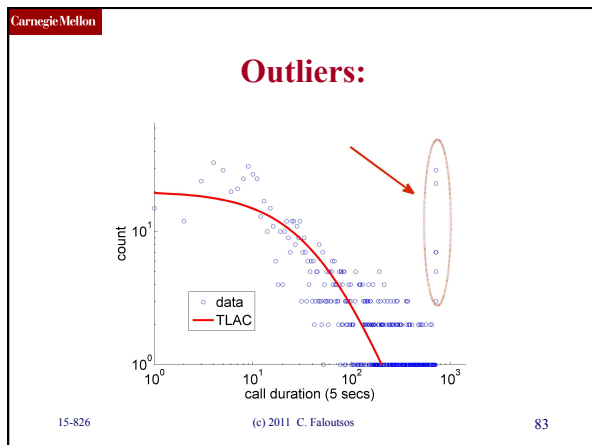 Carnegie Mellon
Outliers:
count
10^1
10^0
data
TLAC
10^0 10^1 10^2 10^3
call duration (5 secs)
15-826 (c) 2011 C. Faloutsos 83